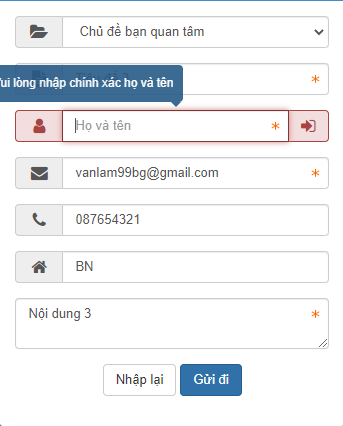 Chủ đề bạn quan tâm
*
lòng nhập chính xác họ và tên
Họ và tên *
vanlam99bg@gmail.com *
087654321
BN
Nội dung 3 *
Nhập lại
Gửi đi